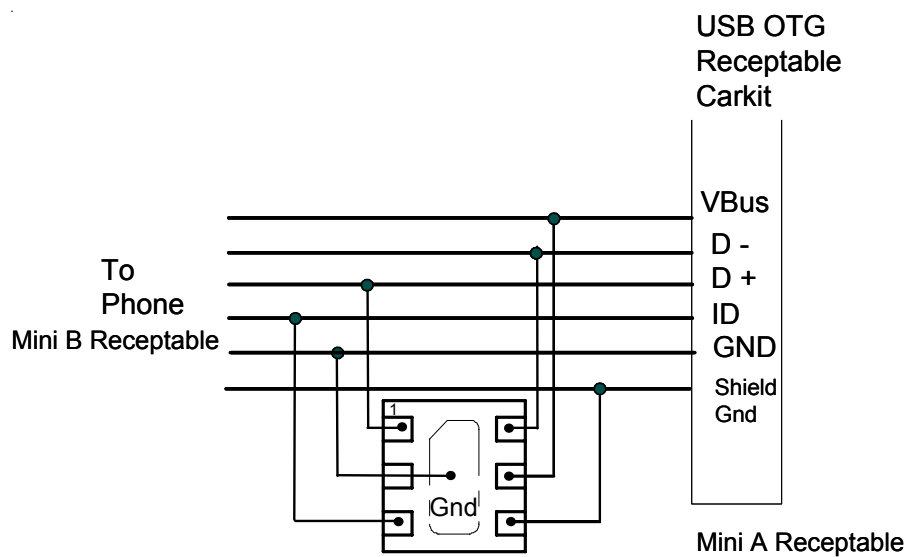 USB OTG
Receptable
Carkit
VBus
D -
D +
ID
GND
Shield
Gnd
To
Phone
Mini B Receptable
1
Gnd
Mini A Receptable